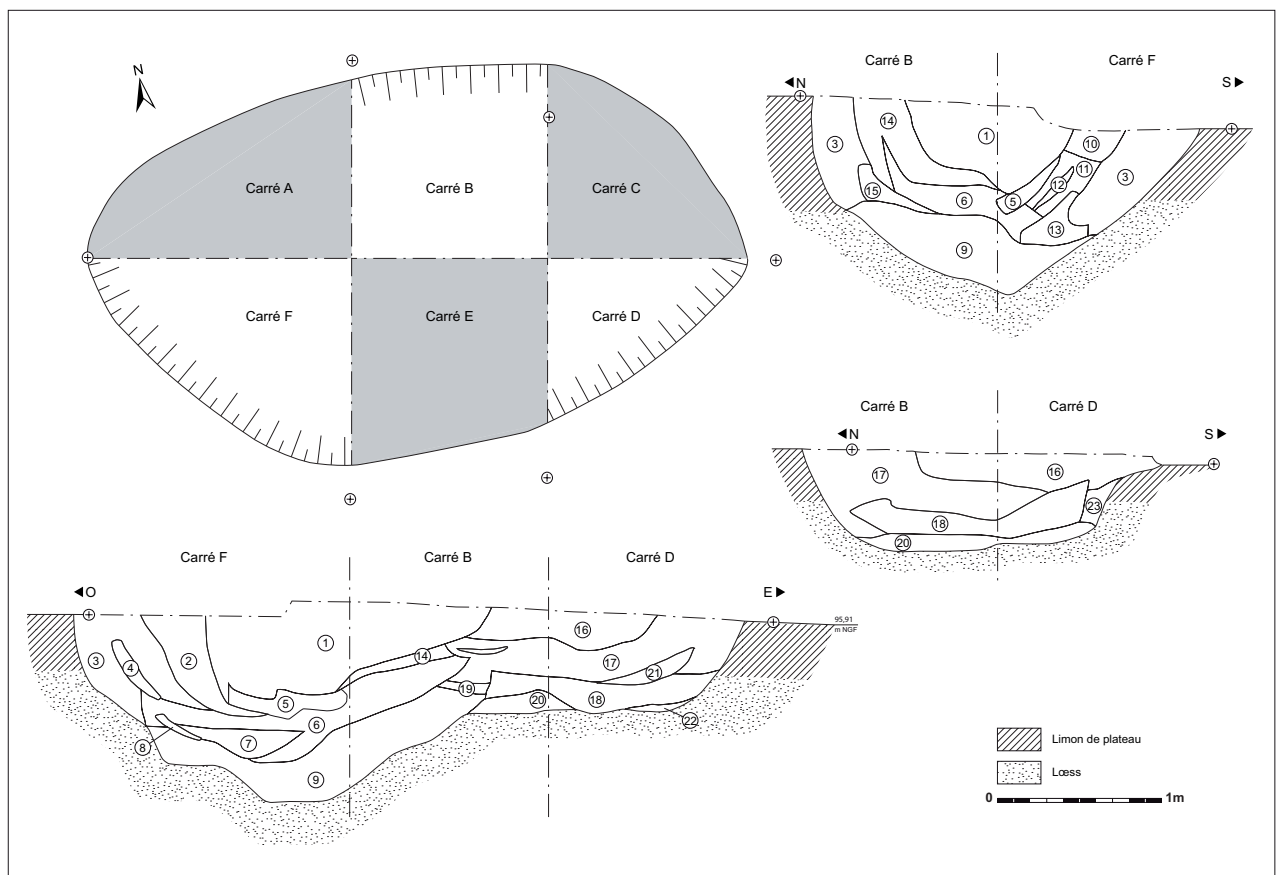 N
Carré A
Carré B
Carré C
Carré F
Carré E
Carré D
Carré B
Carré F
N
S
14
1
3
10
11
12
3
15
6
5
13
9
Carré B
Carré D
N
S
17
16
18
23
20
Carré F
Carré B
Carré D
O
E
95,91
m NGF
1
16
3
4
2
14
17
21
5
19
20
18
6
22
8
7
9
Limon de plateau
Lœss
0
1m